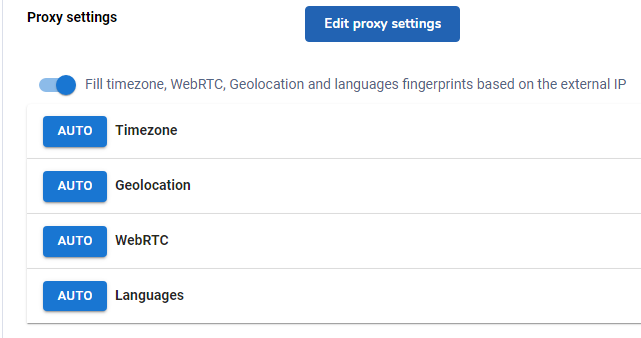 Proxy settings
Edit proxy settings
Fill timezone, WebRTC, Geolocation and languages fingerprints based on the external IP
AUTO Timezone
AUTO Geolocation
AUTO WebRTC
AUTO Languages